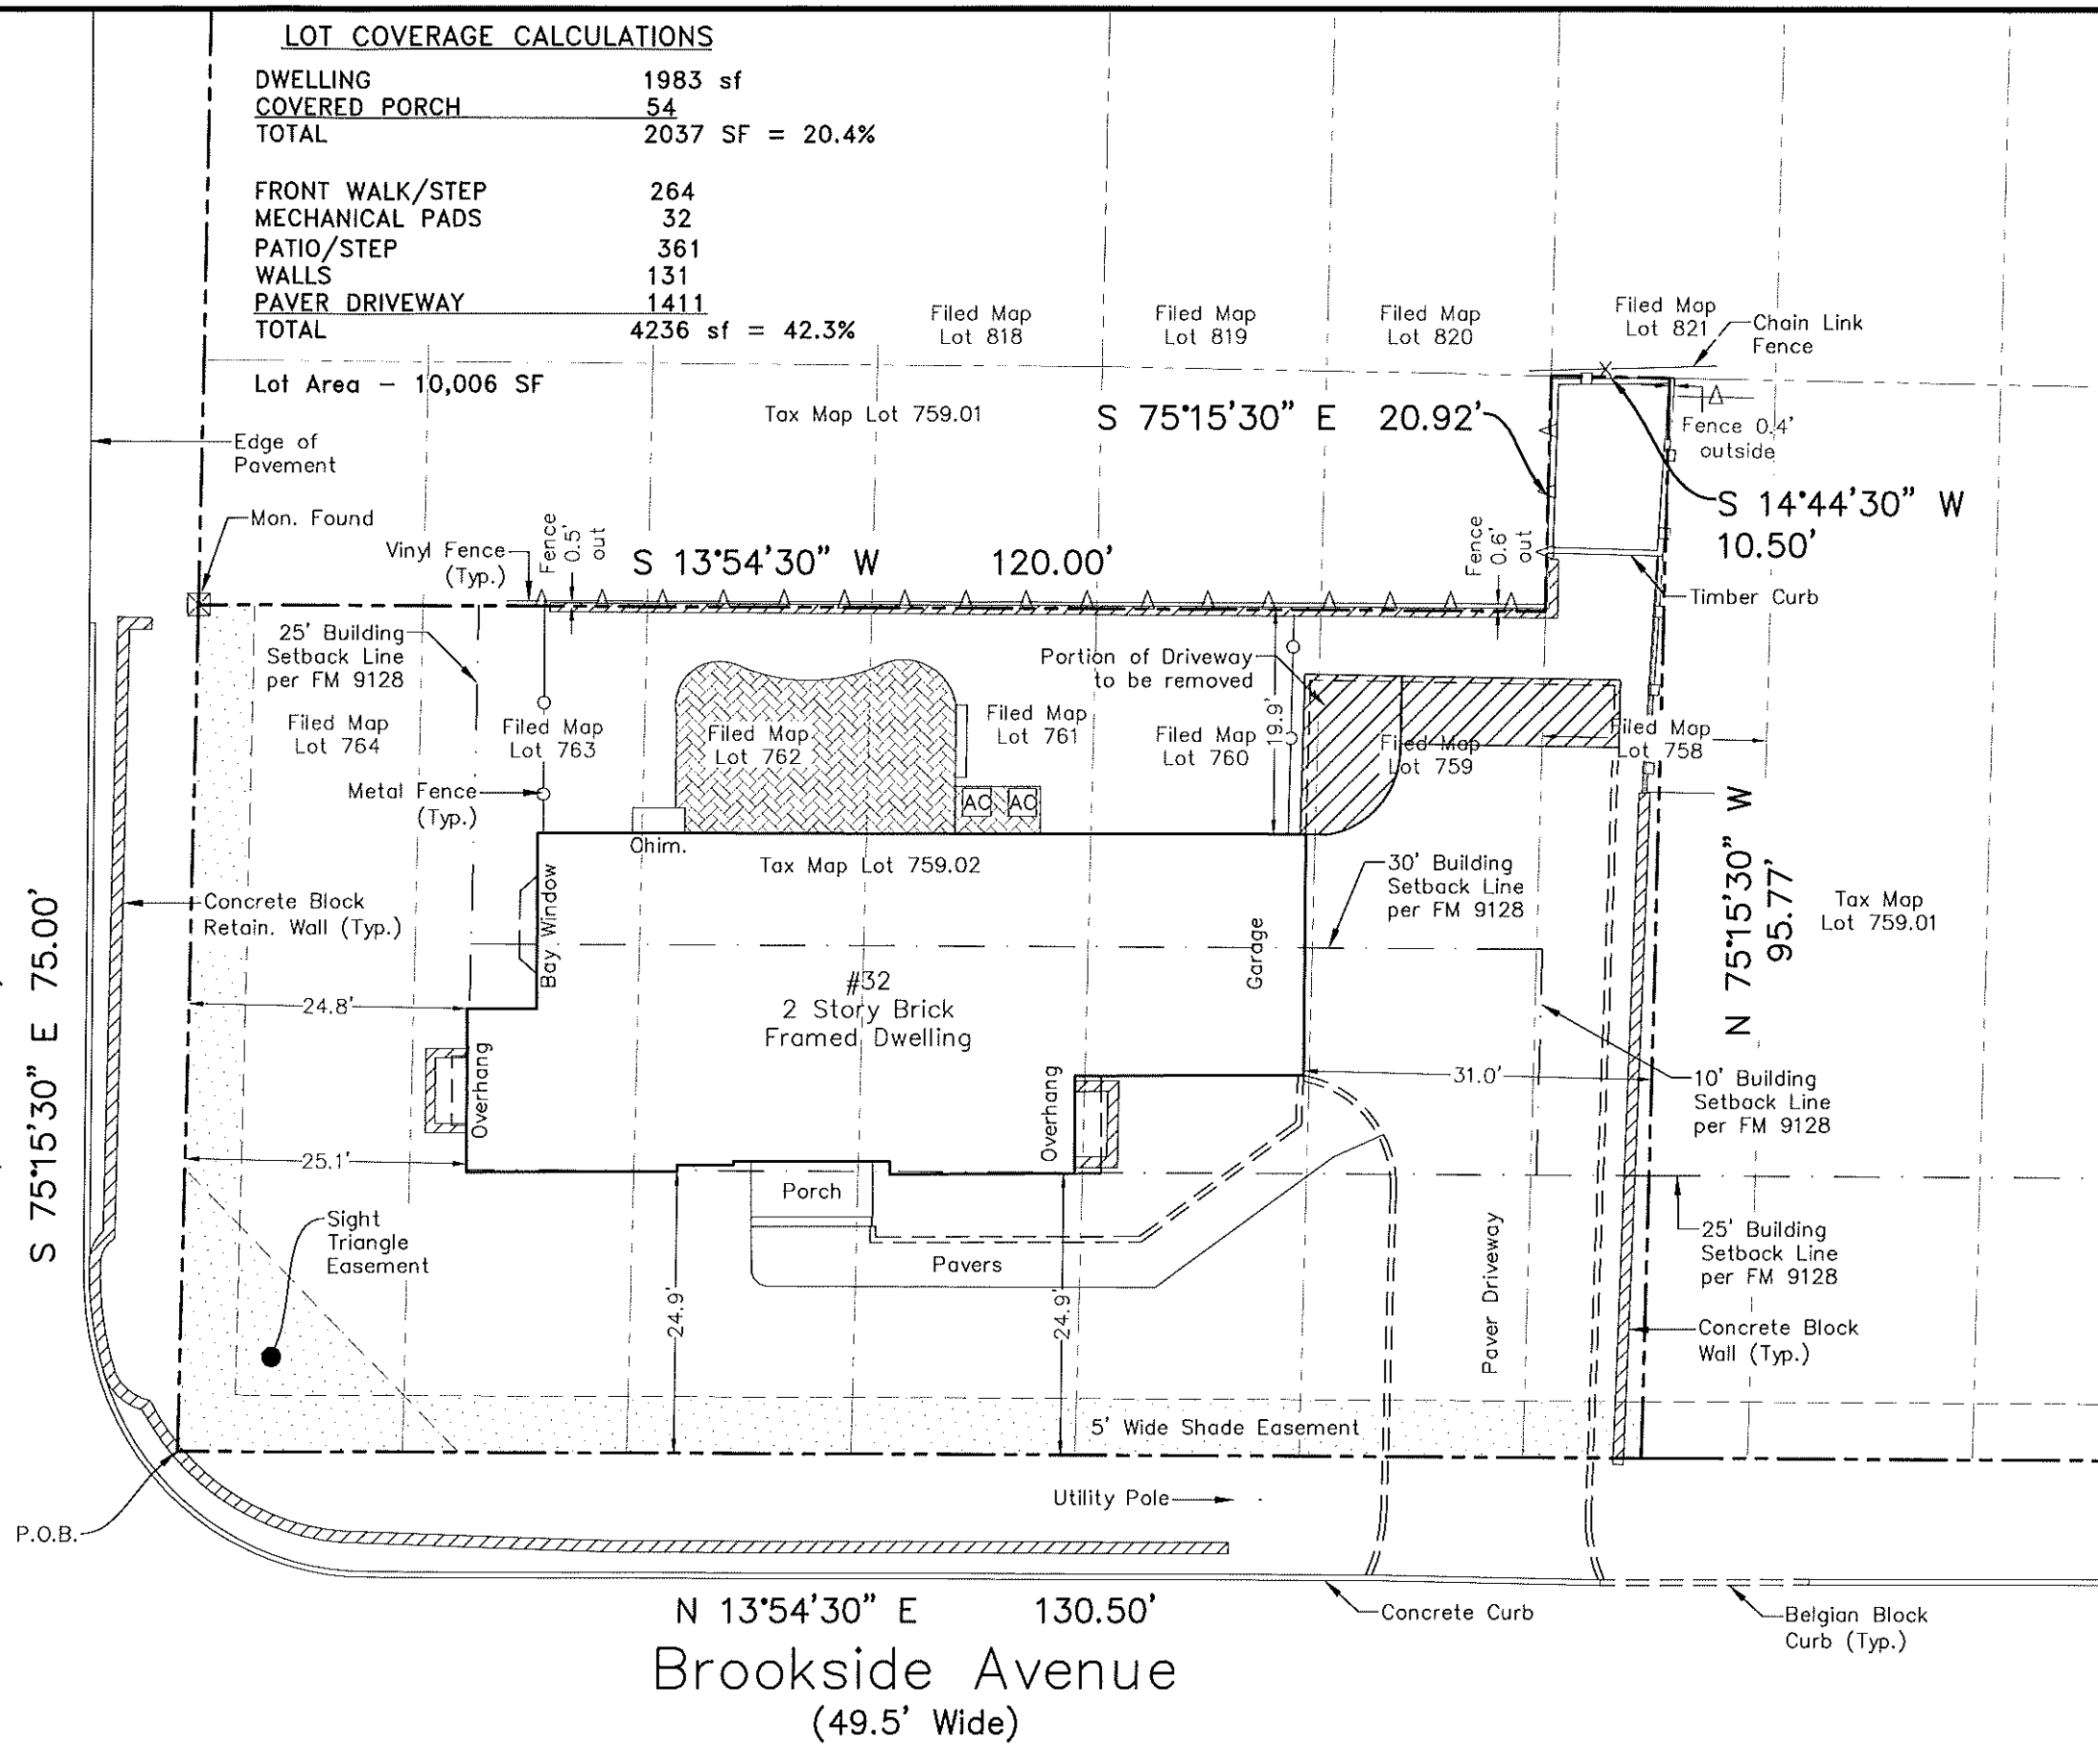 LOT COVERAGE CALCULATIONS
DWELLING 1983 sf
COVERED PORCH 54
TOTAL 2037 SF = 20.4%
FRONT WALK/STEP 264
MECHANICAL PADS 32
PATIO/STEP 361
WALLS 131
PAVER DRIVEWAY 1411
TOTAL 4236 sf = 42.3%
Lot Area – 10,006 SF
Filed Map
Lot 818
Filed Map
Lot 819
Filed Map
Lot 820
Filed Map
Lot 821
Chain Link
Fence
Tax Map Lot 759.01
S 75°15'30" E 20.92'
Fence 0.4'
outside
Edge of
Pavement
S 14°44'30" W
10.50'
Mon. Found
Vinyl Fence
(Typ.)
Fence
0.5'
out
S 13°54'30" W 120.00'
Fence
0.6'
out
Timber Curb
25' Building
Setback Line
per FM 9128
Portion of Driveway
to be removed
19.9'
Filed Map
Lot 764
Filed Map
Lot 763
Filed Map
Lot 762
Filed Map
Lot 761
Filed Map
Lot 760
Filed Map
Lot 759
Filed Map
Lot 758
Metal Fence
(Typ.)
AC AC
Chim.
Tax Map Lot 759.02
30' Building
Setback Line
per FM 9128
N 75°15'30" W
95.77'
Tax Map
Lot 759.01
Concrete Block
Retain. Wall (Typ.)
S 75°15'30" E 75.00'
Bay Window
Garage
#32
2 Story Brick
Framed Dwelling
24.8'
Overhang
Overhang
31.0'
10' Building
Setback Line
per FM 9128
25.1'
Porch
Sight
Triangle
Easement
Pavers
24.9'
24.9'
Paver Driveway
25' Building
Setback Line
per FM 9128
Concrete Block
Wall (Typ.)
5' Wide Shade Easement
Utility Pole
P.O.B.
N 13°54'30" E 130.50'
Concrete Curb
Belgian Block
Curb (Typ.)
Brookside Avenue
(49.5' Wide)